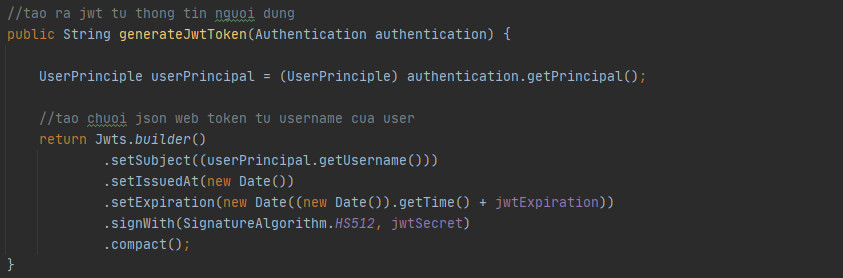 //tao ra jwt tu thong tin nguoi dung
public String generateJwtToken(Authentication authentication) {
UserPrinciple userPrincipal = (UserPrinciple) authentication.getPrincipal();
//tao chuoi json web token tu username cua user
return Jwts.builder()
.setSubject((userPrincipal.getUsername()))
.setIssuedAt(new Date())
.setExpiration(new Date((new Date()).getTime() + jwtExpiration))
.signWith(SignatureAlgorithm.HS512, jwtSecret)
.compact();
}